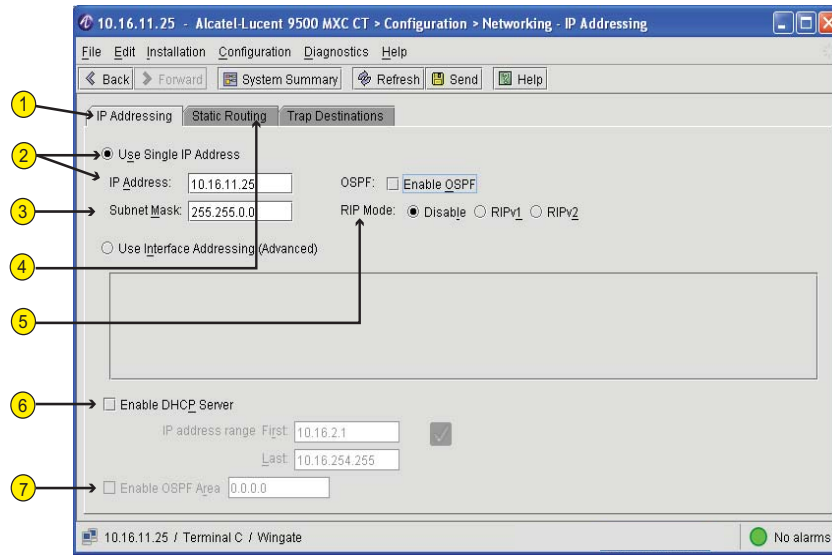 10.16.11.25 - Alcatel-Lucent 9500 MXC CT > Configuration > Networking - IP Addressing
File Edit Installation Configuration Diagnostics Help
Back Forward System Summary Refresh Send Help
1
IP Addressing Static Routing Trap Destinations
2
Use Single IP Address
IP Address: 10.16.11.25 OSPF: Enable OSPF
3
Subnet Mask: 255.255.0.0 RIP Mode: Disable RIPv1 RIPv2
4
Use Interface Addressing (Advanced)
5
6
Enable DHCP Server
IP address range First: 10.16.2.1
Last: 10.16.254.255
7
Enable OSPF Area 0.0.0.0
10.16.11.25 / Terminal C / Wingate No alarms